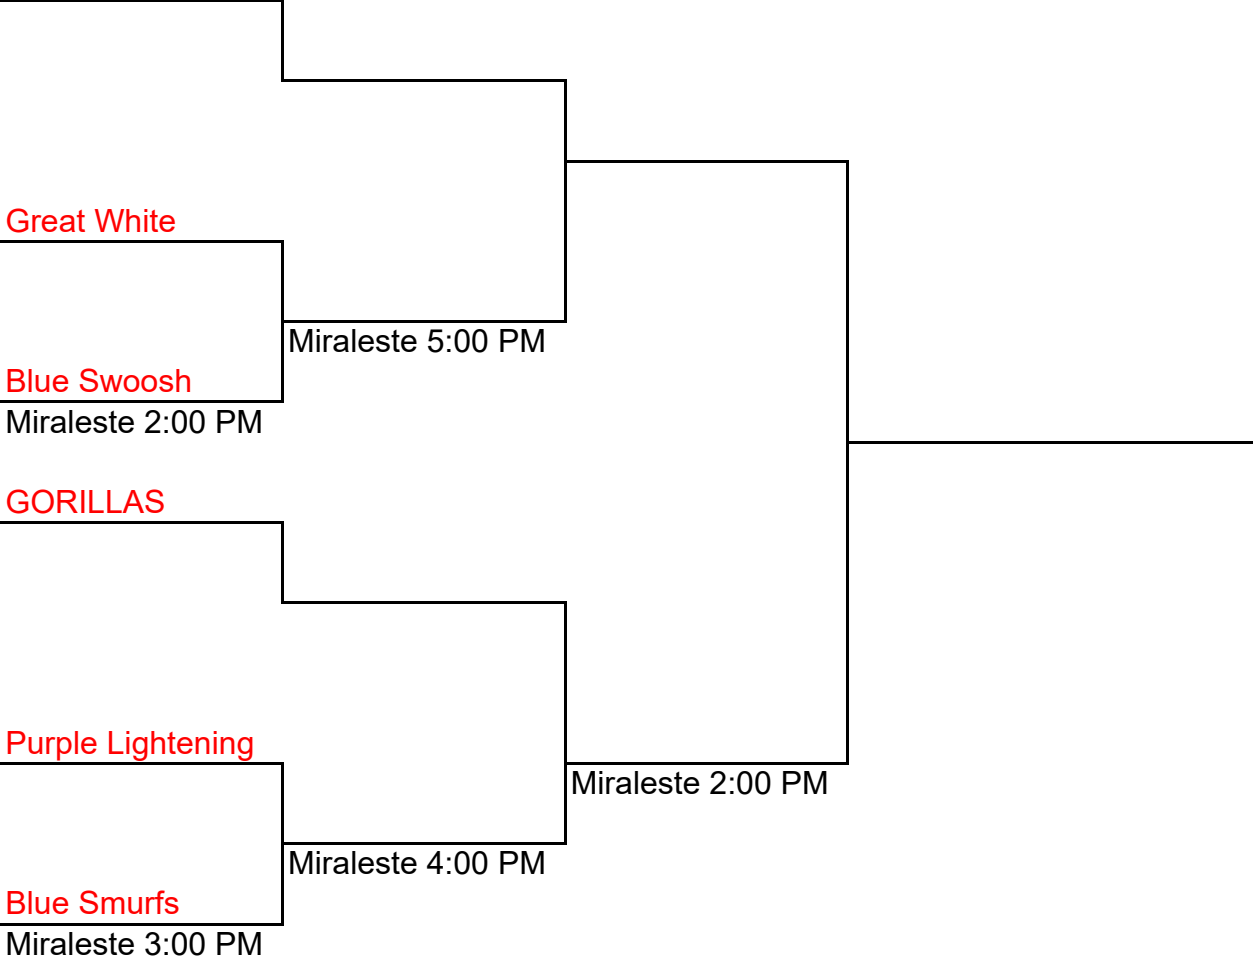 Great White
Miraleste 5:00 PM
Blue Swoosh
Miraleste 2:00 PM
GORILLAS
Purple Lightening
Miraleste 2:00 PM
Miraleste 4:00 PM
Blue Smurfs
Miraleste 3:00 PM